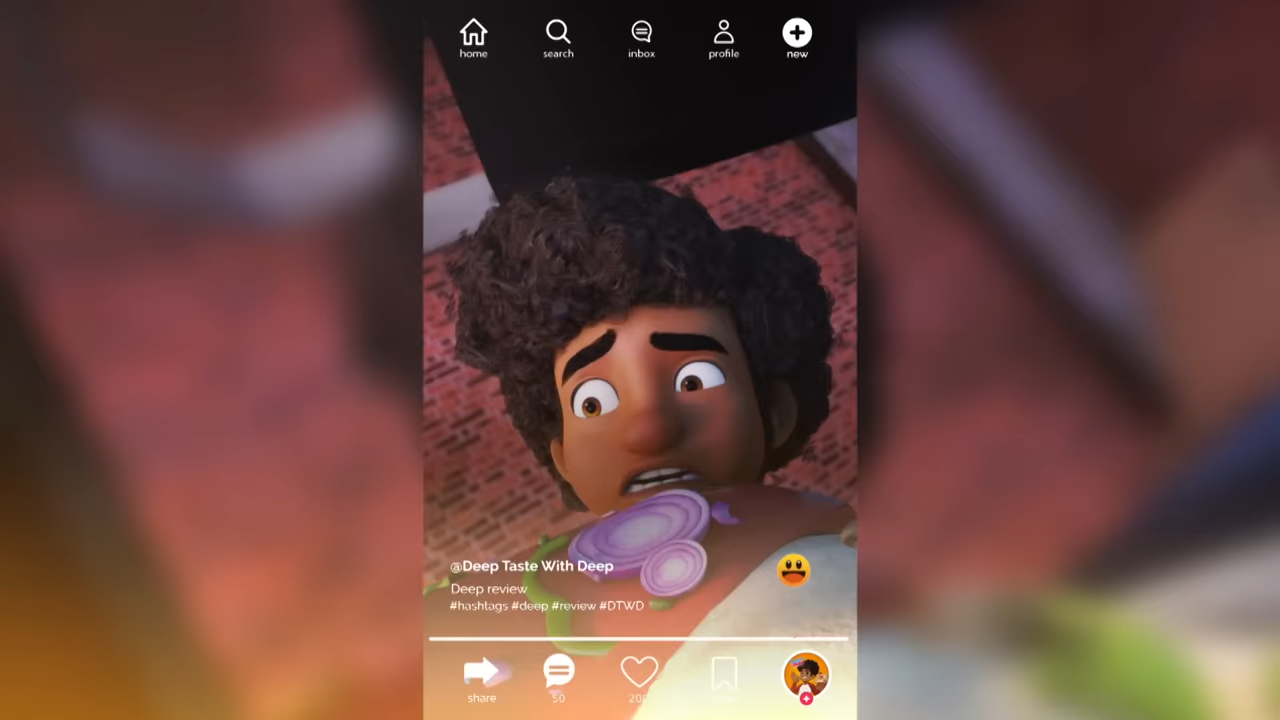 home search inbox profile new
@Deep Taste With Deep
Deep review
#hashtags #deep #review #DTWD
share 50